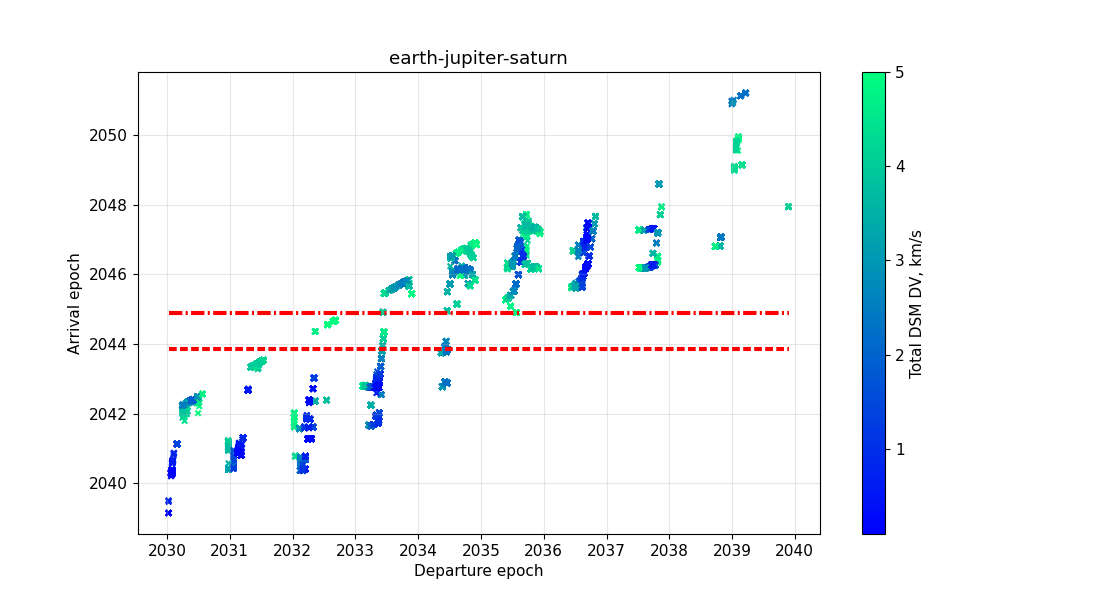 earth-jupiter-saturn
Arrival epoch
2050
2048
2046
2044
2042
2040
2030 2031 2032 2033 2034 2035 2036 2037 2038 2039 2040
Departure epoch
5
4
3
2
1
Total DSM DV, km/s